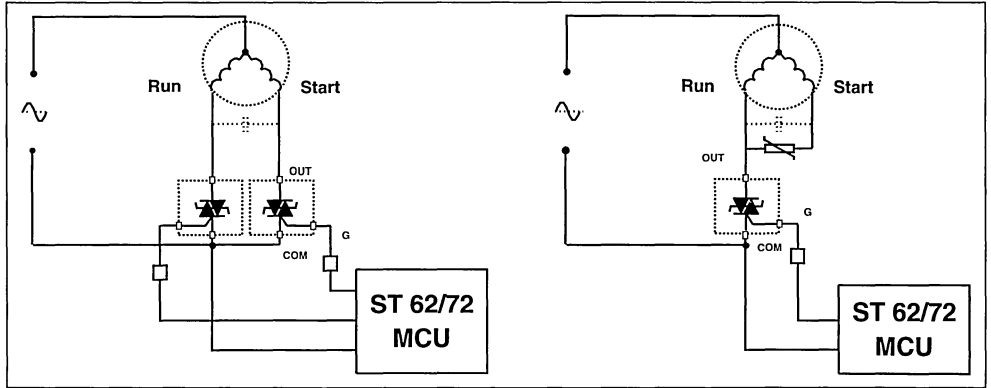 Run
Start
OUT
G
COM
ST 62/72
MCU
Run
Start
OUT
G
COM
ST 62/72
MCU